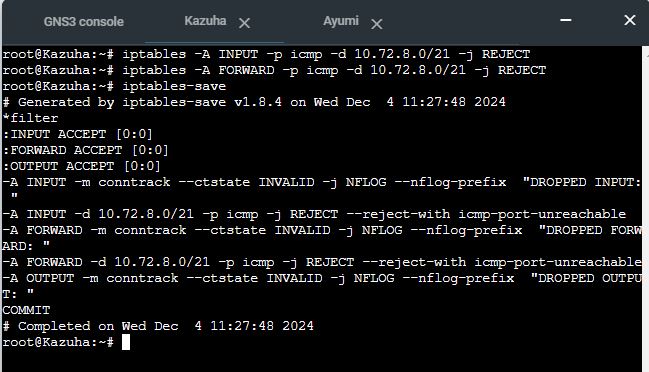 GNS3 console Kazuha Ayumi
root@Kazuha:~# iptables -A INPUT -p icmp -d 10.72.8.0/21 -j REJECT
root@Kazuha:~# iptables -A FORWARD -p icmp -d 10.72.8.0/21 -j REJECT
root@Kazuha:~# iptables-save
# Generated by iptables-save v1.8.4 on Wed Dec  4 11:27:48 2024
*filter
:INPUT ACCEPT [0:0]
:FORWARD ACCEPT [0:0]
:OUTPUT ACCEPT [0:0]
-A INPUT -m conntrack --ctstate INVALID -j NFLOG --nflog-prefix  "DROPPED INPUT:
 "
-A INPUT -d 10.72.8.0/21 -p icmp -j REJECT --reject-with icmp-port-unreachable
-A FORWARD -m conntrack --ctstate INVALID -j NFLOG --nflog-prefix  "DROPPED FORW
ARD: "
-A FORWARD -d 10.72.8.0/21 -p icmp -j REJECT --reject-with icmp-port-unreachable
-A OUTPUT -m conntrack --ctstate INVALID -j NFLOG --nflog-prefix  "DROPPED OUTPU
T: "
COMMIT
# Completed on Wed Dec  4 11:27:48 2024
root@Kazuha:~#